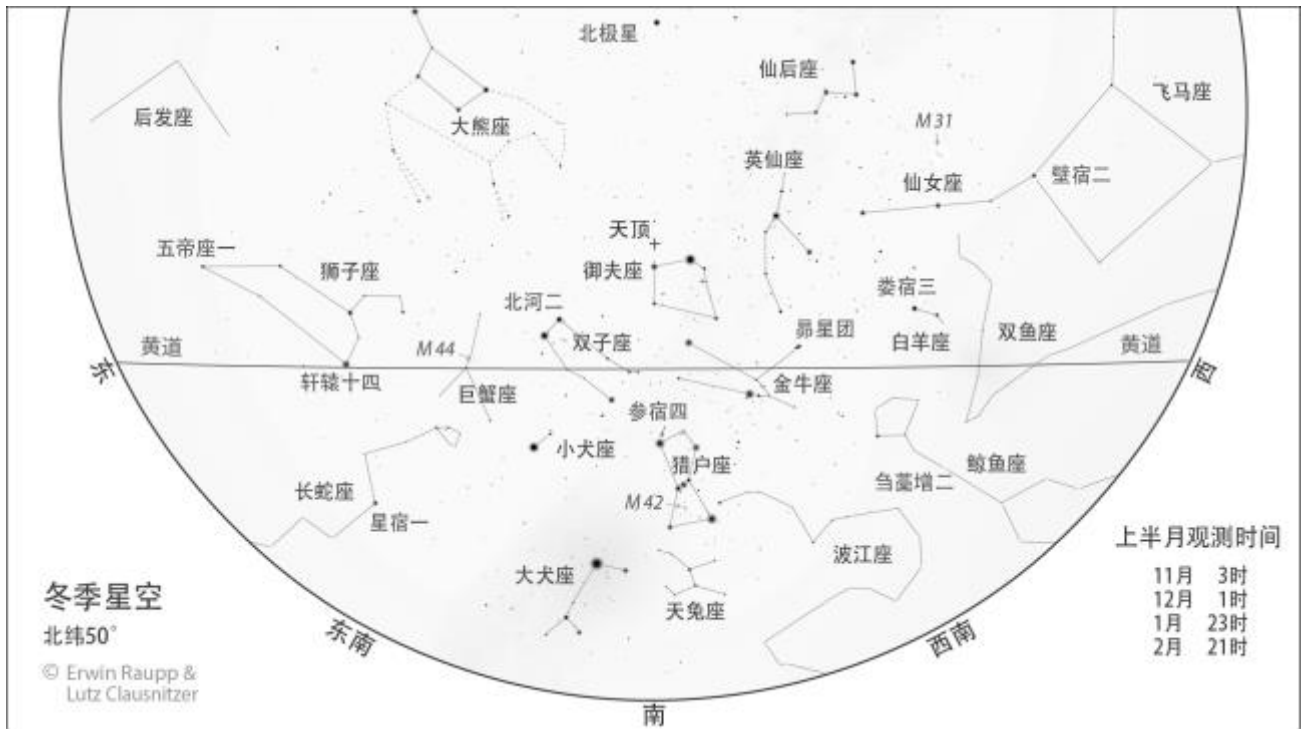 北极星
仙后座
飞马座
后发座
大熊座
M31
英仙座
仙女座
壁宿二
天顶
五帝座一
狮子座
御夫座
娄宿三
北河二
昴星团
双鱼座
黄道
M44
双子座
白羊座
黄道
东
西
轩辕十四
巨蟹座
金牛座
参宿四
小犬座
猎户座
鲸鱼座
长蛇座
M42
刍藁增二
星宿一
波江座
上半月观测时间
大犬座
11月 3时
冬季星空
天兔座
12月 1时
北纬50°
1月 23时
东南
西南
2月 21时
© Erwin Raupp &
Lutz Clausnitzer
南